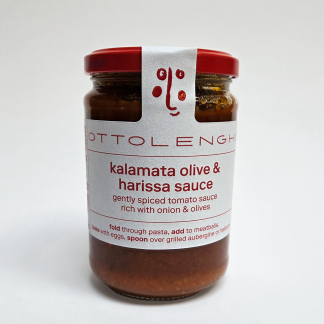 OTTOLENGH
kalamata olive &
harissa sauce
gently spiced tomato sauce
rich with onion & olives
fold through pasta, add to meatballs,
with eggs, spoon over grilled aubergine or